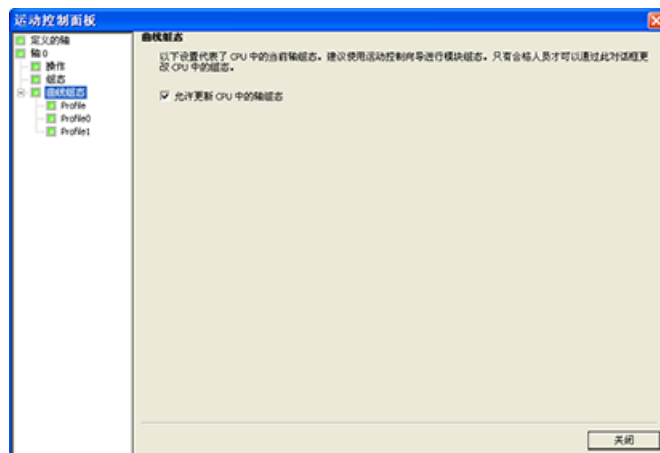 运动控制面板
定义的轴
轴0
操作
组态
曲线组态
Profile
Profile0
Profile1
曲线组态
以下设置代表了 CPU 中的当前轴组态。建议使用运动控制向导进行模块组态。只有合格人员才可以通过此对话框更
改 CPU 中的组态。
允许更新 CPU 中的轴组态
关闭